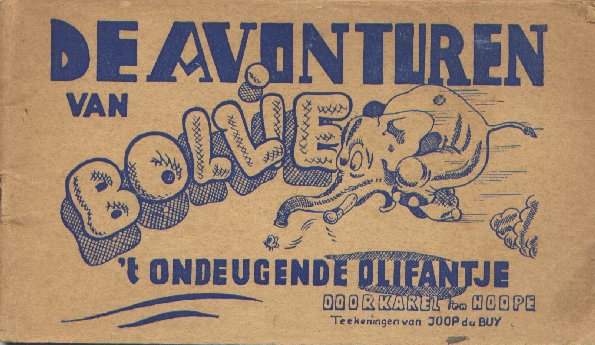 DE AVONTUREN
VAN
BOLLIE
't ONDEUGENDE OLIFANTJE
DOOR KAREL TEN HOOPE
Teekeningen van JOOP du BUY